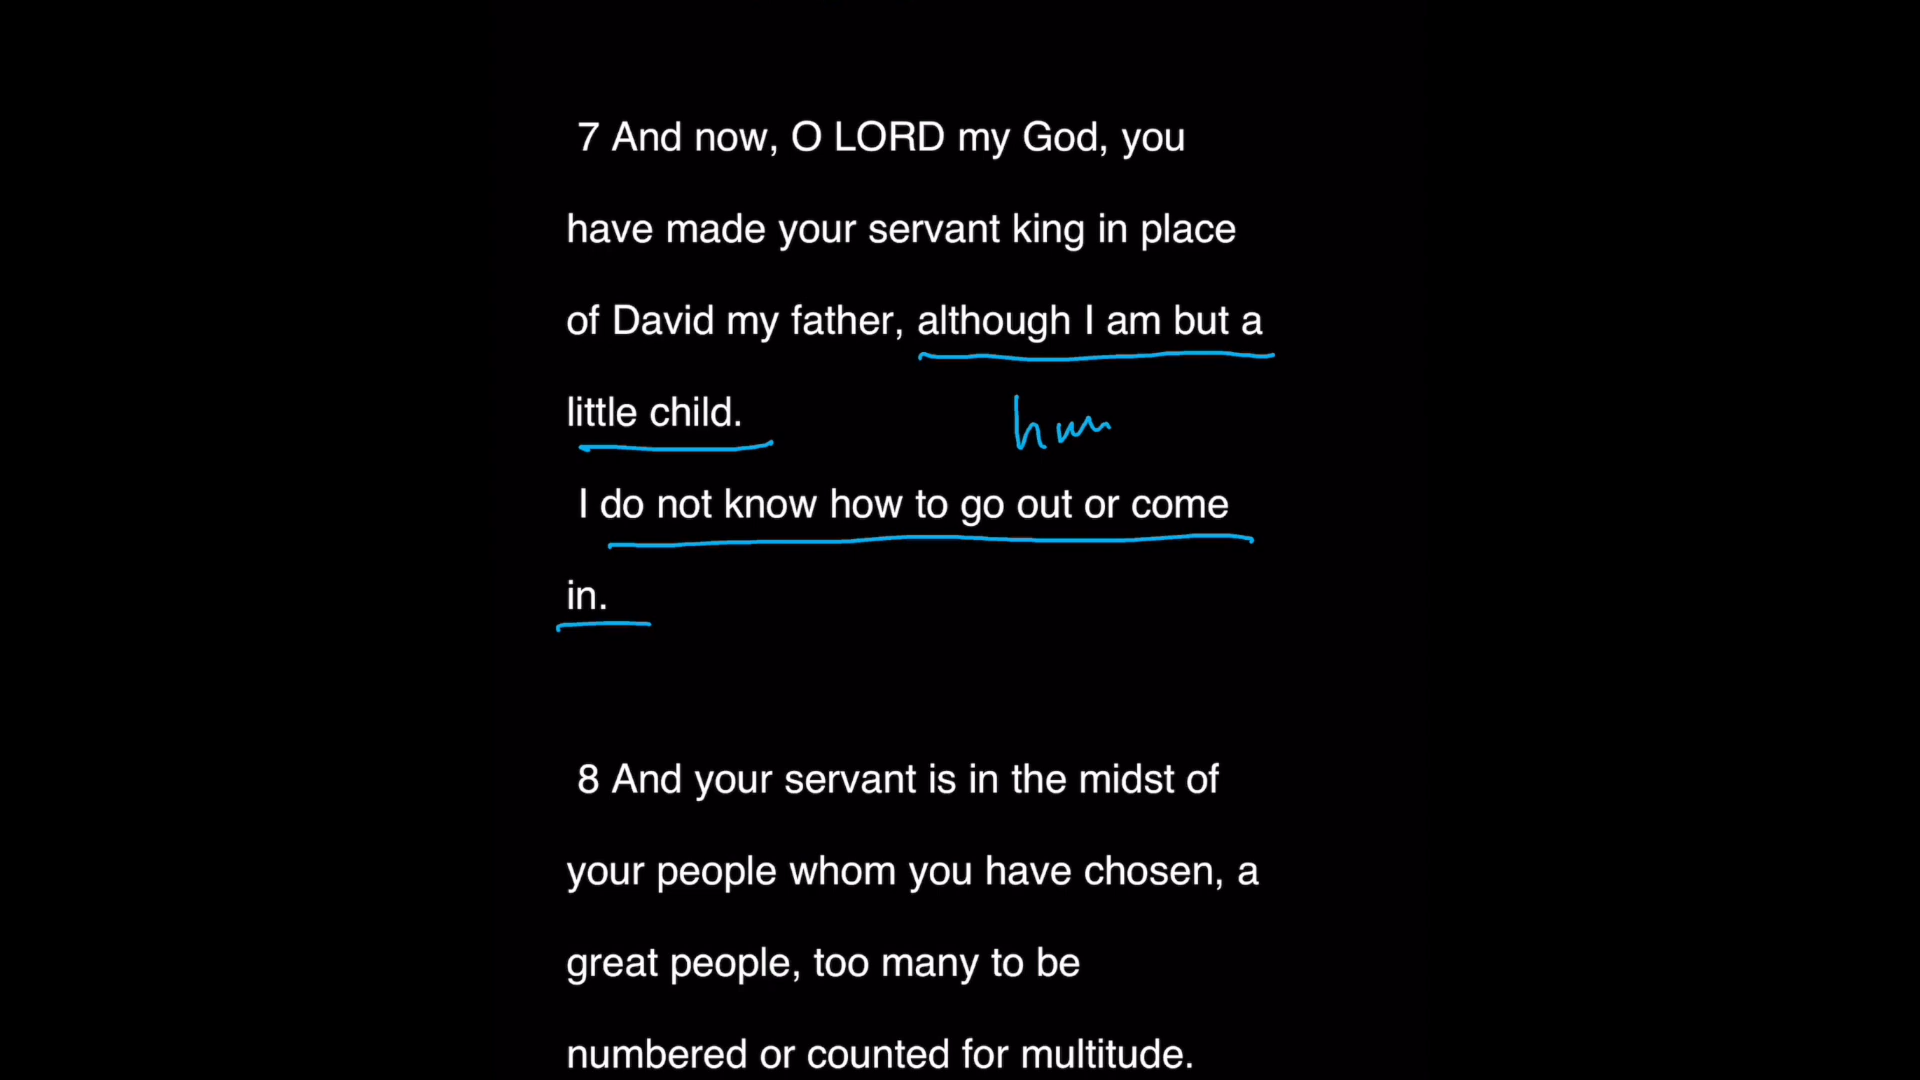 7 And now, O LORD my God, you
have made your servant king in place
of David my father, although I am but a
little child.
I do not know how to go out or come
in.
8 And your servant is in the midst of
your people whom you have chosen, a
great people, too many to be
numbered or counted for multitude.